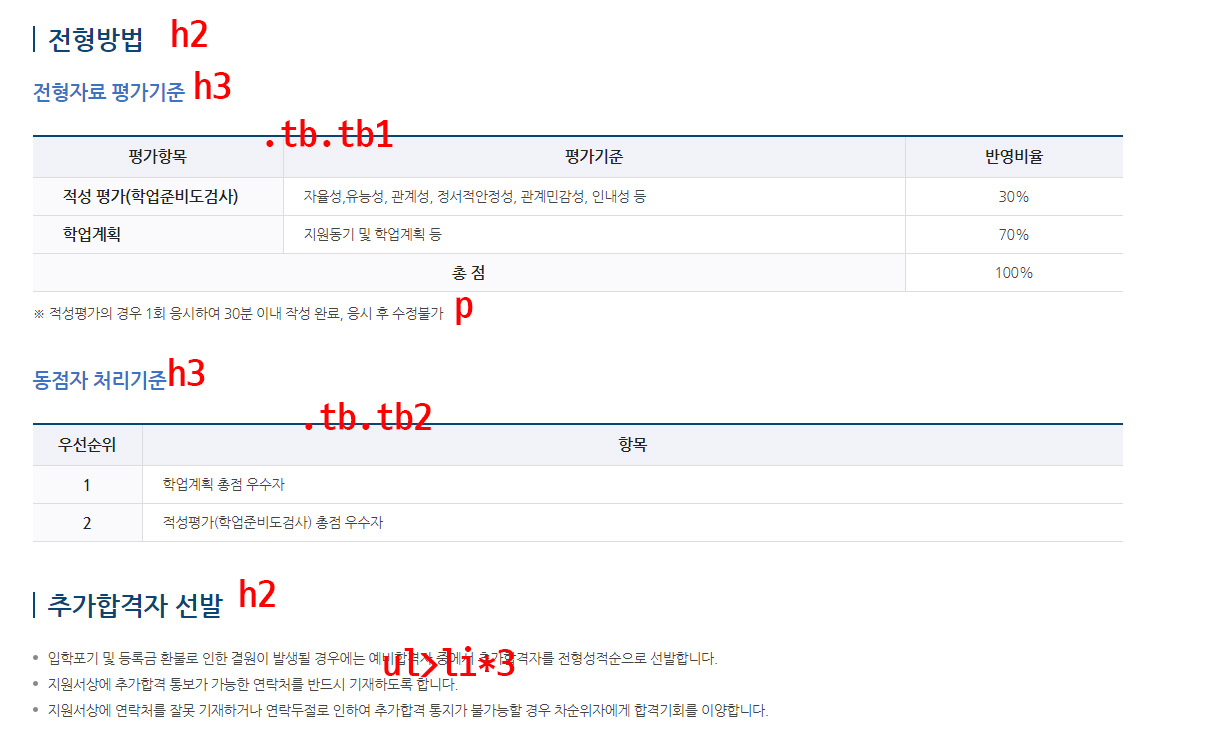 전형방법 h2
전형자료 평가기준 h3
.tb.tb1
평가항목 평가기준 반영비율
적성 평가(학업준비도검사) 자율성,유능성, 관계성, 정서적안정성, 관계민감성, 인내성 등 30%
학업계획 지원동기 및 학업계획 등 70%
총 점 100%
※ 적성평가의 경우 1회 응시하여 30분 이내 작성 완료, 응시 후 수정불가 p
동점자 처리기준 h3
.tb.tb2
우선순위 항목
1 학업계획 총점 우수자
2 적성평가(학업준비도검사) 총점 우수자
추가합격자 선발 h2
입학포기 및 등록금 환불로 인한 결원이 발생될 경우에는 예비합격자 중에서 추가합격자를 전형성적순으로 선발합니다.
ul>li*3
지원서상에 추가합격 통보가 가능한 연락처를 반드시 기재하도록 합니다.
지원서상에 연락처를 잘못 기재하거나 연락두절로 인하여 추가합격 통지가 불가능할 경우 차순위자에게 합격기회를 이양합니다.